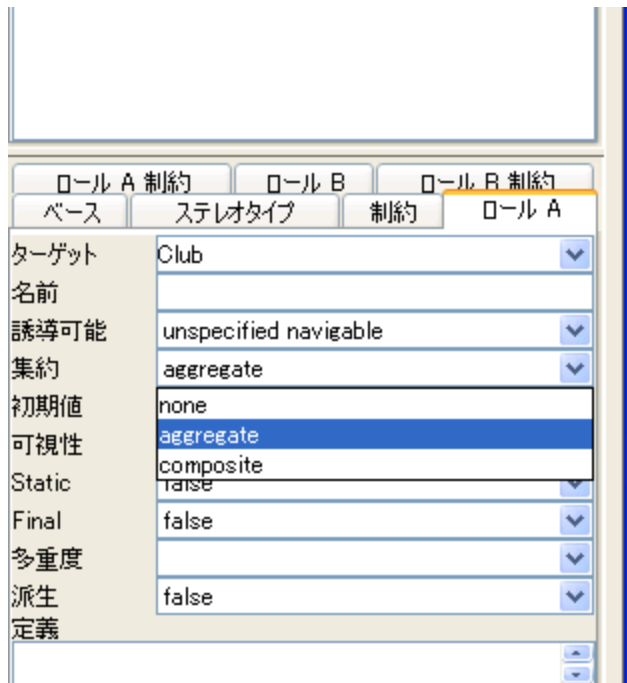 ロール A 制約 ロール B ロール B 制約
ベース ステレオタイプ 制約 ロール A
ターゲット Club
名前
誘導可能 unspecified navigable
集約 aggregate
初期値 none
可視性 aggregate
composite
Static false
Final false
多重度
派生 false
定義